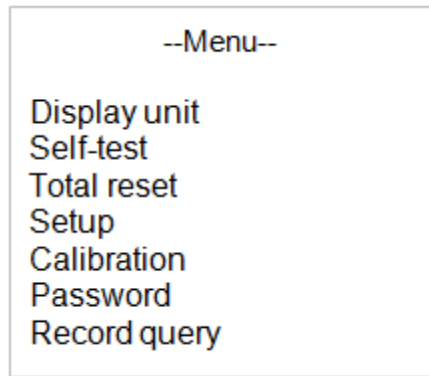 --Menu--
Display unit
Self-test
Total reset
Setup
Calibration
Password
Record query